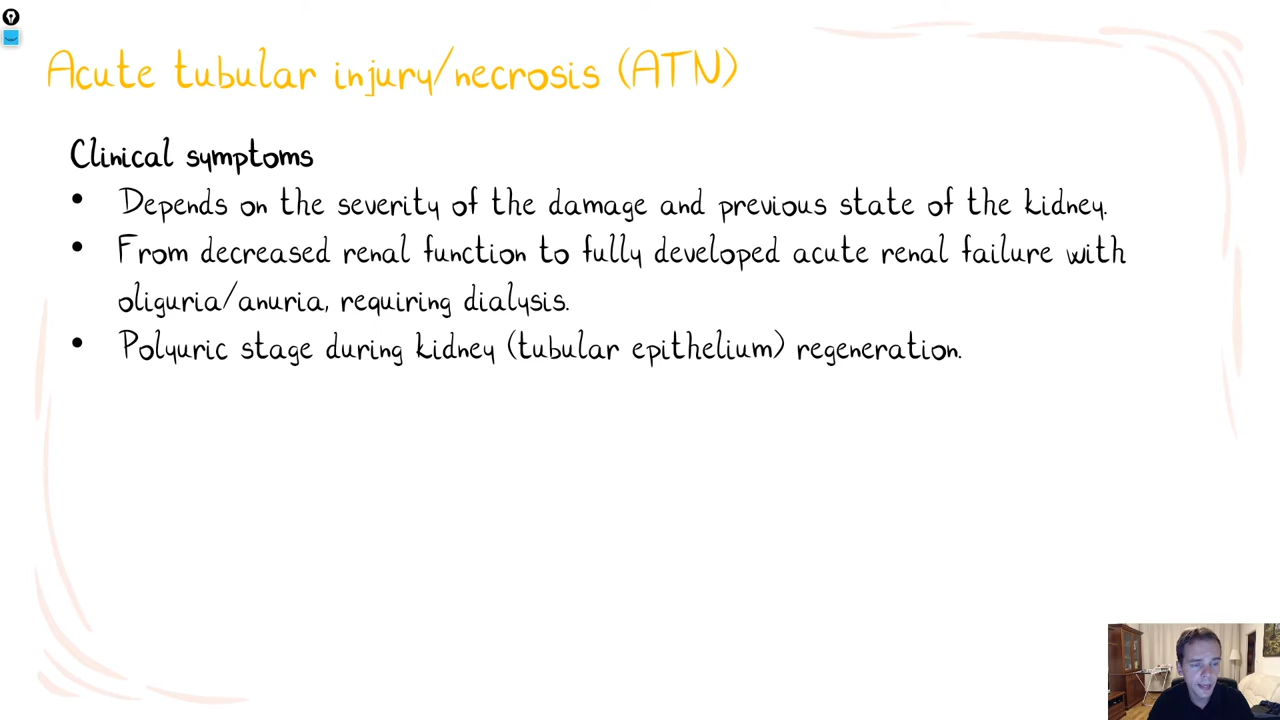 Acute tubular injury/necrosis (ATN)
Clinical symptoms
• Depends on the severity of the damage and previous state of the kidney.
• From decreased renal function to fully developed acute renal failure with
oliguria/anuria, requiring dialysis.
• Polyuric stage during kidney (tubular epithelium) regeneration.